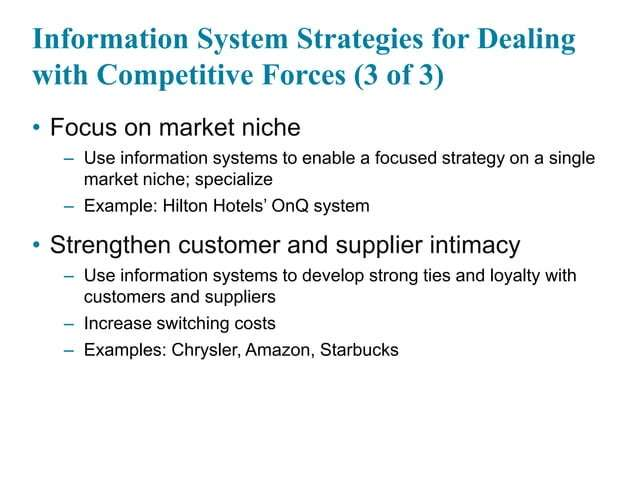 Information System Strategies for Dealing
with Competitive Forces (3 of 3)
• Focus on market niche
– Use information systems to enable a focused strategy on a single
market niche; specialize
– Example: Hilton Hotels’ OnQ system
• Strengthen customer and supplier intimacy
– Use information systems to develop strong ties and loyalty with
customers and suppliers
– Increase switching costs
– Examples: Chrysler, Amazon, Starbucks